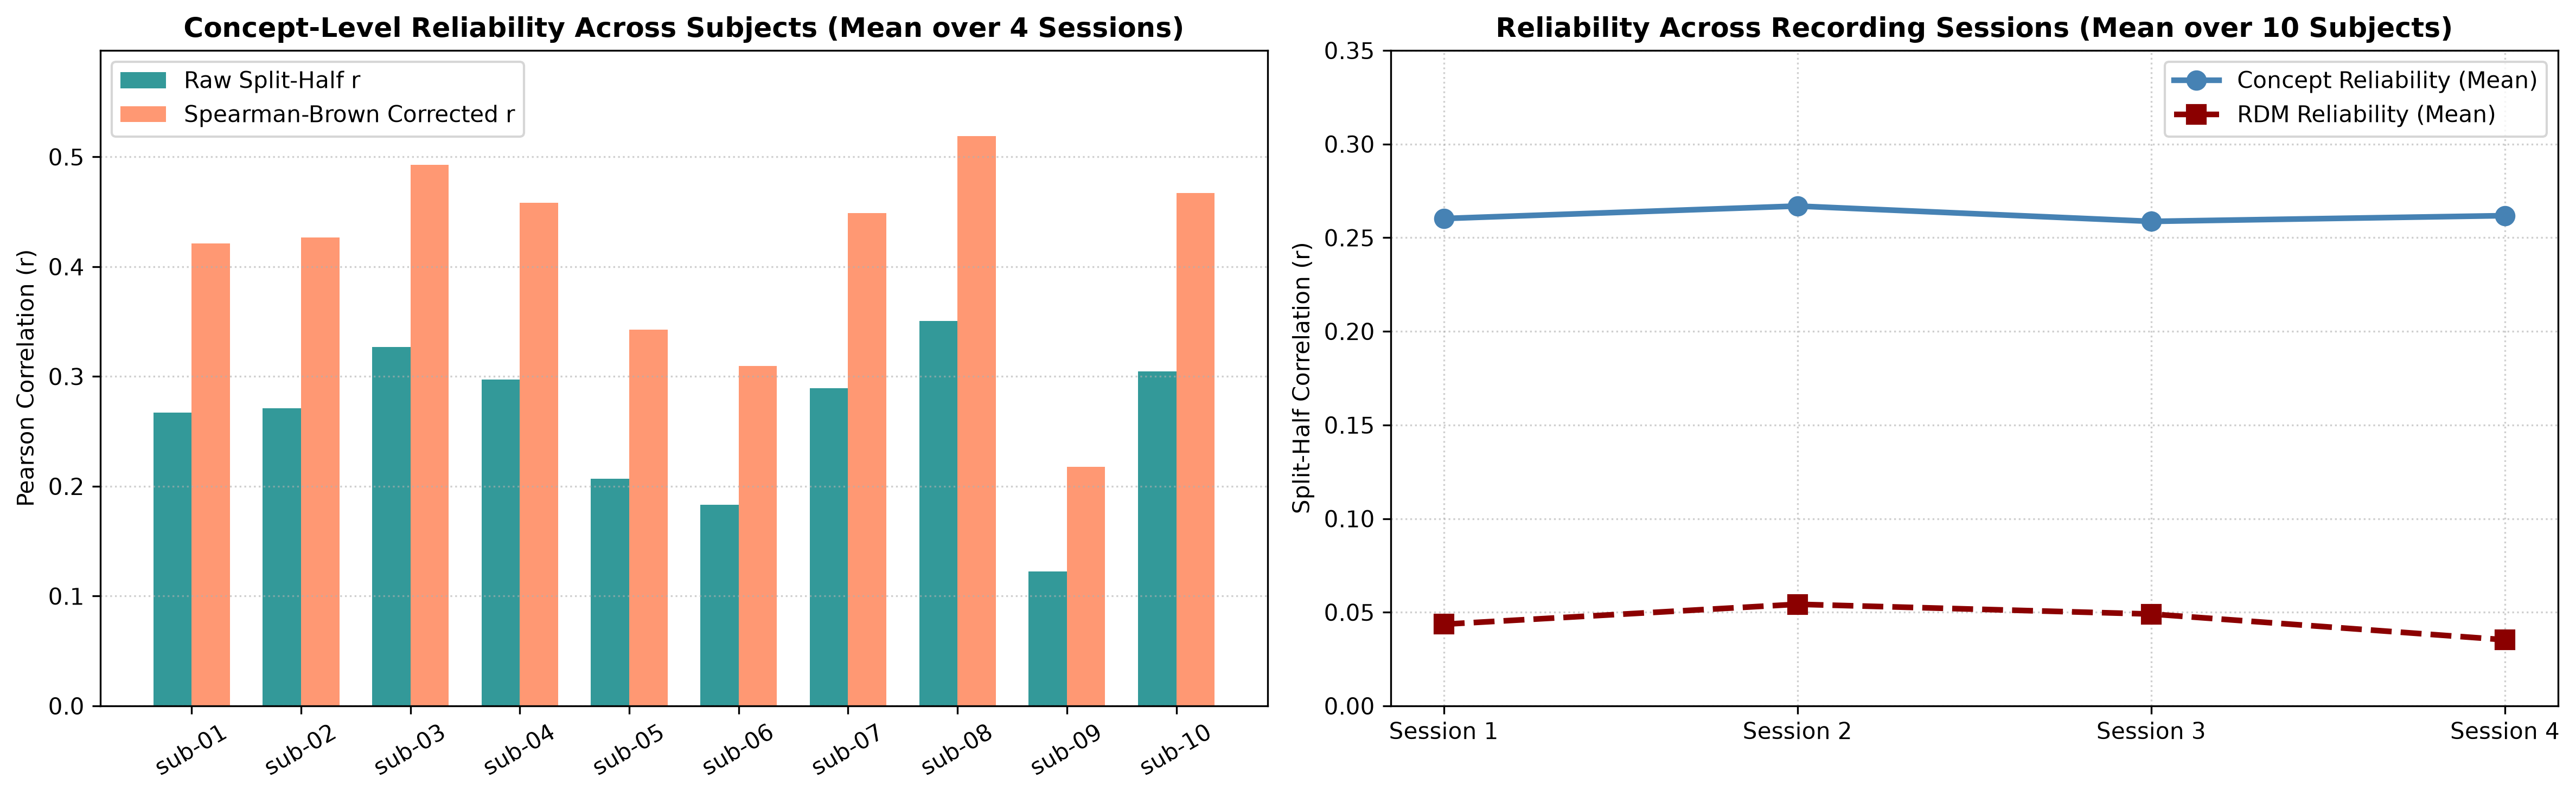 Concept-Level Reliability Across Subjects (Mean over 4 Sessions)
Raw Split-Half r
Spearman-Brown Corrected r
Pearson Correlation (r)
0.5
0.4
0.3
0.2
0.1
0.0
sub-01
sub-02
sub-03
sub-04
sub-05
sub-06
sub-07
sub-08
sub-09
sub-10
Reliability Across Recording Sessions (Mean over 10 Subjects)
Concept Reliability (Mean)
RDM Reliability (Mean)
Split-Half Correlation (r)
0.35
0.30
0.25
0.20
0.15
0.10
0.05
0.00
Session 1
Session 2
Session 3
Session 4